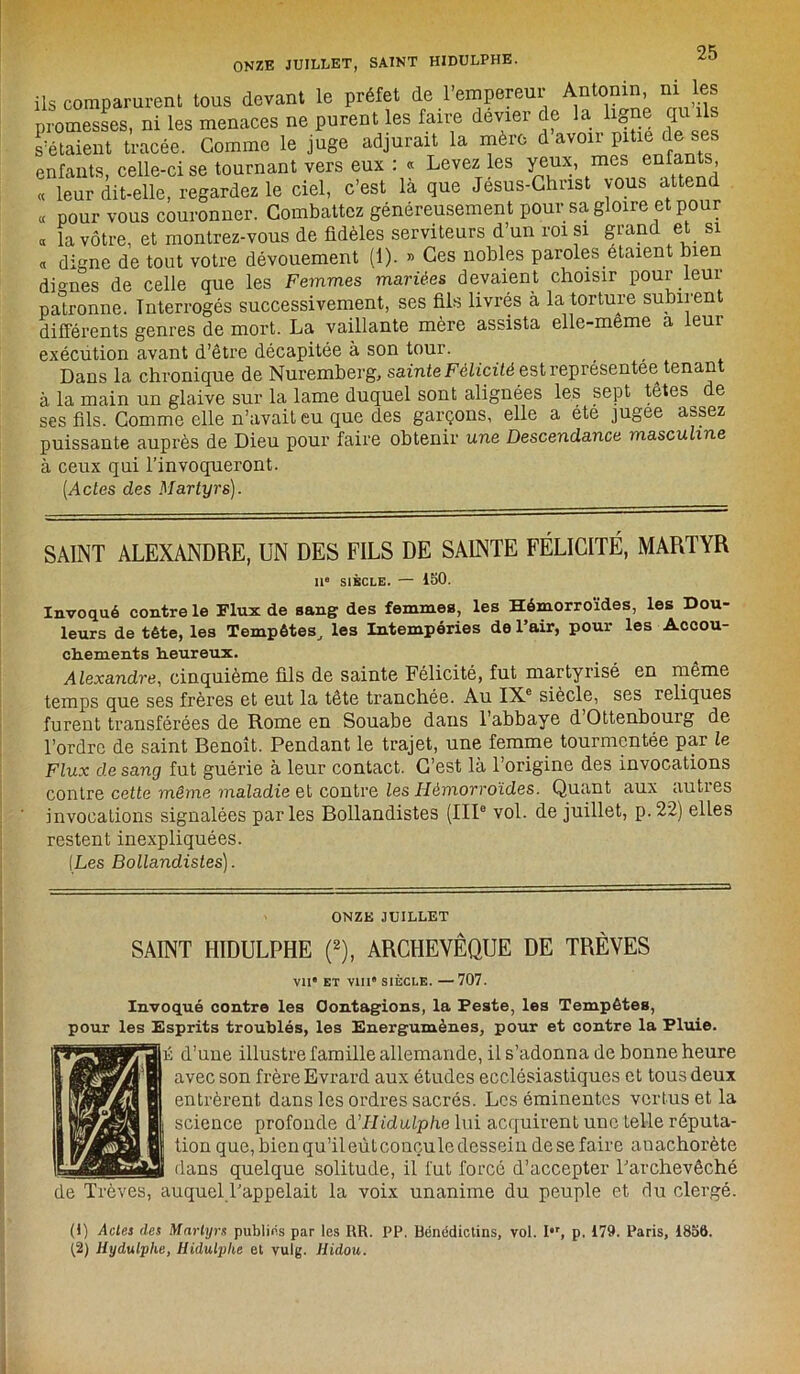 ONZE JUILLET, SAINT HIDULPHE.
25
ils comparurent tous devant le préfet de l'empereur Antonin, ni les
promesses, ni les menaces ne purent les faire dévier de la ligne qu'ils
s'étaient tracée. Comme le juge adjurait la mère d'avoir pitié de ses
enfants, celle-ci se tournant vers eux : « Levez les yeux, mes enfants,
« leur dit-elle, regardez le ciel, c'est là que Jésus-Christ vous attend
« pour vous couronner. Combattez généreusement pour sa gloire et pour
« la vôtre, et montrez-vous de fidèles serviteurs d'un roi si grand et si
« digne de tout votre dévouement (1). » Ces nobles paroles étaient bien
dignes de celle que les Femmes mariées devaient choisir pour leur
patronne. Interrogés successivement, ses fils livrés à la torture subirent
différents genres de mort. La vaillante mère assista elle-même à leur
exécution avant d'être décapitée à son tour.
Dans la chronique de Nuremberg, sainte Félicité est représentée tenant
à la main un glaive sur la lame duquel sont alignées les sept têtes de
ses fils. Comme elle n'avait eu que des garçons, elle a été jugée assez
puissante auprès de Dieu pour faire obtenir une Descendance masculine
à ceux qui l'invoqueront.
(Actes des Martyrs).
SAINT ALEXANDRE, UN DES FILS DE SAINTE FÉLICITÉ, MARTYR
IIe SIÈCLE. — 150.
Invoqué contre le Flux de sang des femmes, les Hémorroïdes, les Dou-
leurs de tête, les Tempêtes, les Intempéries de l'air, pour les Accou-
chements heureux.
Alexandre, cinquième fils de sainte Félicité, fut martyrisé en même
temps que ses frères et eut la tête tranchée. Au IXe siècle, ses reliques
furent transférées de Rome en Souabe dans l'abbaye d'Ottenbourg de
l'ordre de saint Benoît. Pendant le trajet, une femme tourmentée par le
Flux de sang fut guérie à leur contact. C'est là l'origine des invocations
contre cette même maladie et contre les Hémorroïdes. Quant aux autres
invocations signalées par les Bollandistes (IIIe vol. de juillet, p. 22) elles
restent inexpliquées.
(Les Bollandistes).
ONZE JUILLET
SAINT HIDULPHE (2), ARCHEVÊQUE DE TRÈVES
VIIe ET VIIIe SIÈCLE. — 707.
Invoqué contre les Contagions, la Peste, les Tempêtes,
pour les Esprits troublés, les Energumènes, pour et contre la Pluie.
NÉ d'une illustre famille allemande, il s'adonna de bonne heure
avec son frère Evrard aux études ecclésiastiques et tous deux
entrèrent dans les ordres sacrés. Les éminentes vertus et la
science profonde d'Hidulphe lui acquirent une telle réputa-
tion que, bien qu'il eût conçu le dessein de se faire anachorète
dans quelque solitude, il fut forcé d'accepter l'archevêché
de Trèves, auquel l'appelait la voix unanime du peuple et du clergé.
(1) Actes des Martyrs publiés par les RR. PP. Bénédictins, vol. Ier, p. 179. Paris, 1856.
(2) Hydulphe, Hidulphe et vulg. Hidou.